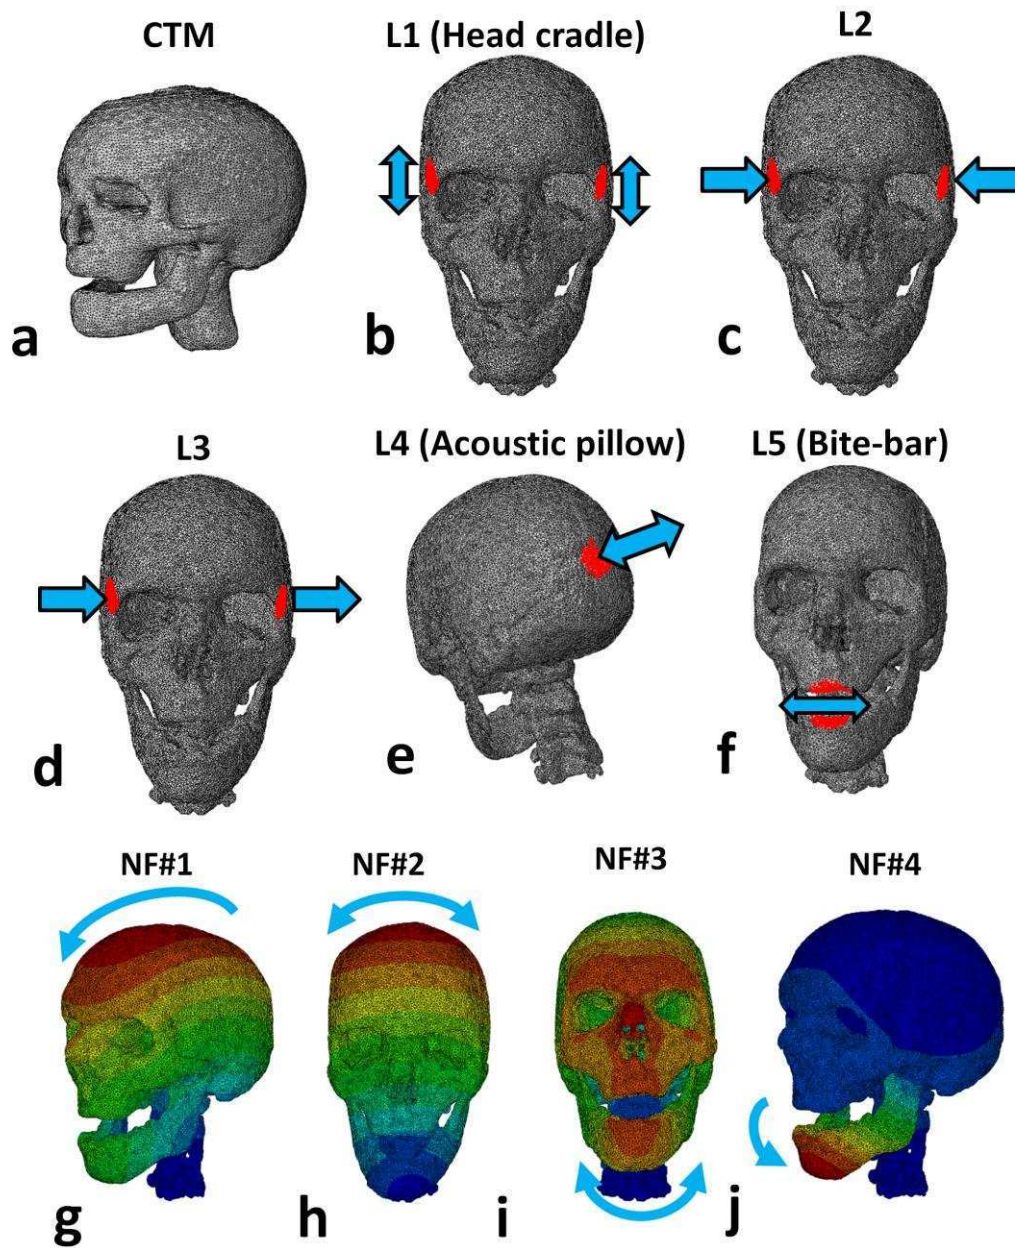 CTM
L1 (Head cradle)
L2
a
b
c
L3
L4 (Acoustic pillow)
L5 (Bite-bar)
d
e
f
NF#1
NF#2
NF#3
NF#4
g
h
i
j